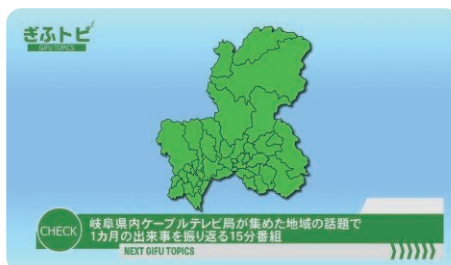 ぎふトピ
GIFU TOPICS
CHECK
岐阜県内ケーブルテレビ局が集めた地域の話題で
1カ月の出来事を振り返る15分番組
NEXT GIFU TOPICS